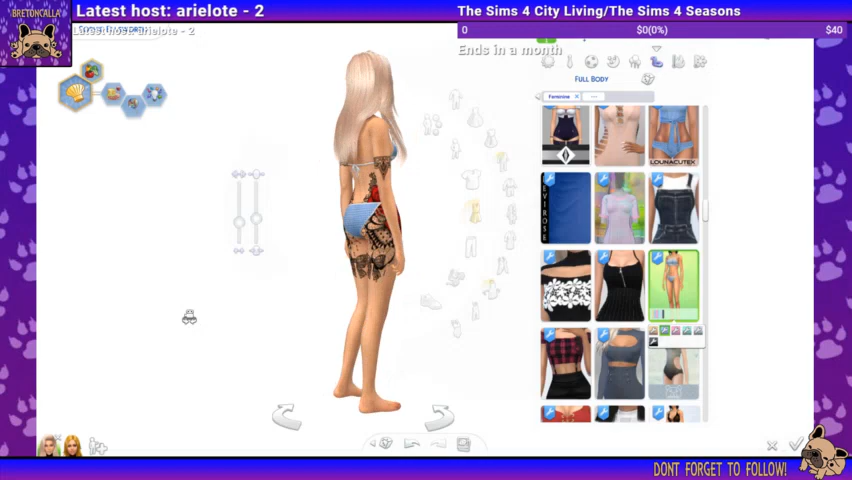 BRETONCALLA
Latest host: arielote - 2
Latest host: arielote - 2
The Sims 4 City Living/The Sims 4 Seasons
0
$0(0%)
$40
Ends in a month
FULL BODY
Feminine X
LOUNACUTEX
EVIROSE
DONT FORGET TO FOLLOW!